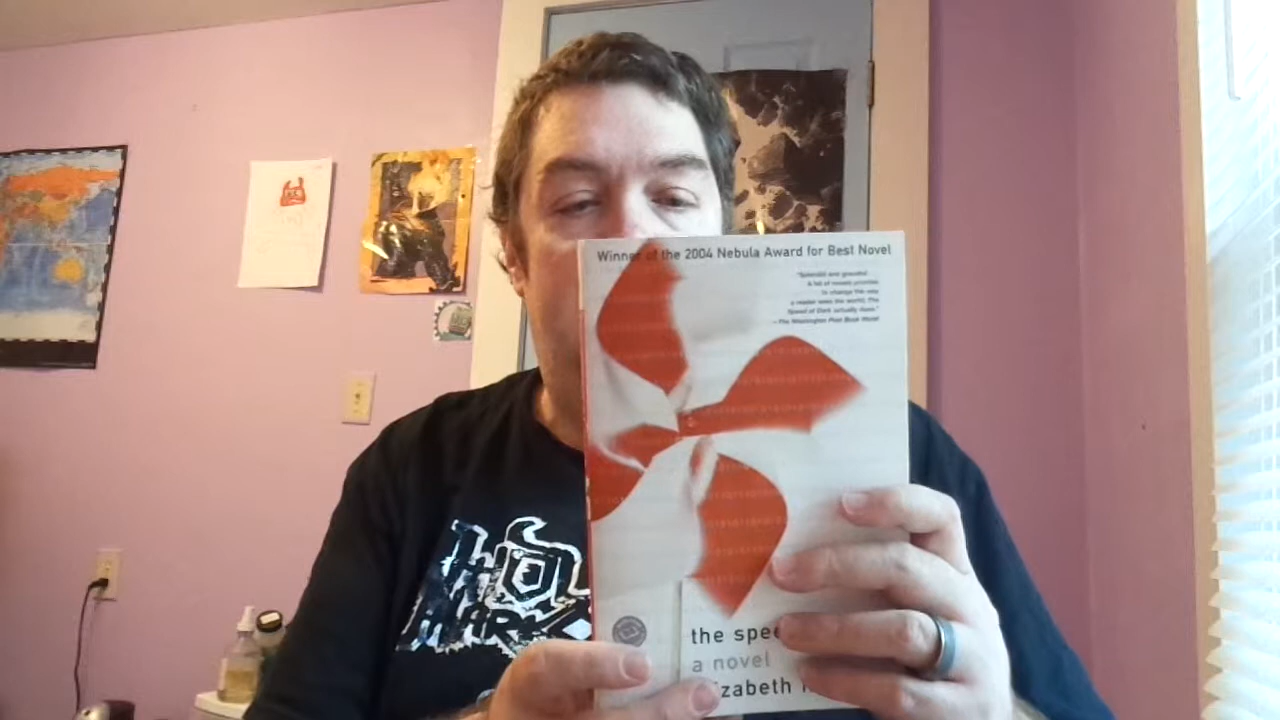 Winner of the 2004 Nebula Award for Best Novel
"Splendid and graceful
A lot of novels promise
to change the way
a reader sees the world; The
Speed of Dark actually does."
—The Washington Post Book World
the spee
a novel
zabeth